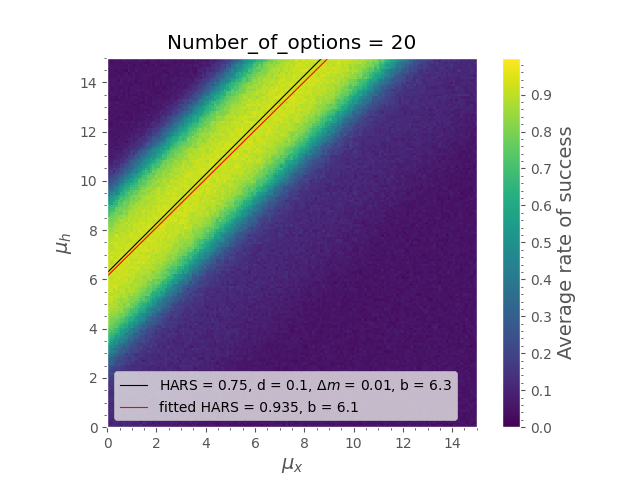 Number_of_options = 20
14
12
10
8
6
4
2
0
μ_h
0 2 4 6 8 10 12 14
μ_x
HARS = 0.75, d = 0.1, Δm = 0.01, b = 6.3
fitted HARS = 0.935, b = 6.1
0.9
0.8
0.7
0.6
0.5
0.4
0.3
0.2
0.1
0.0
Average rate of success